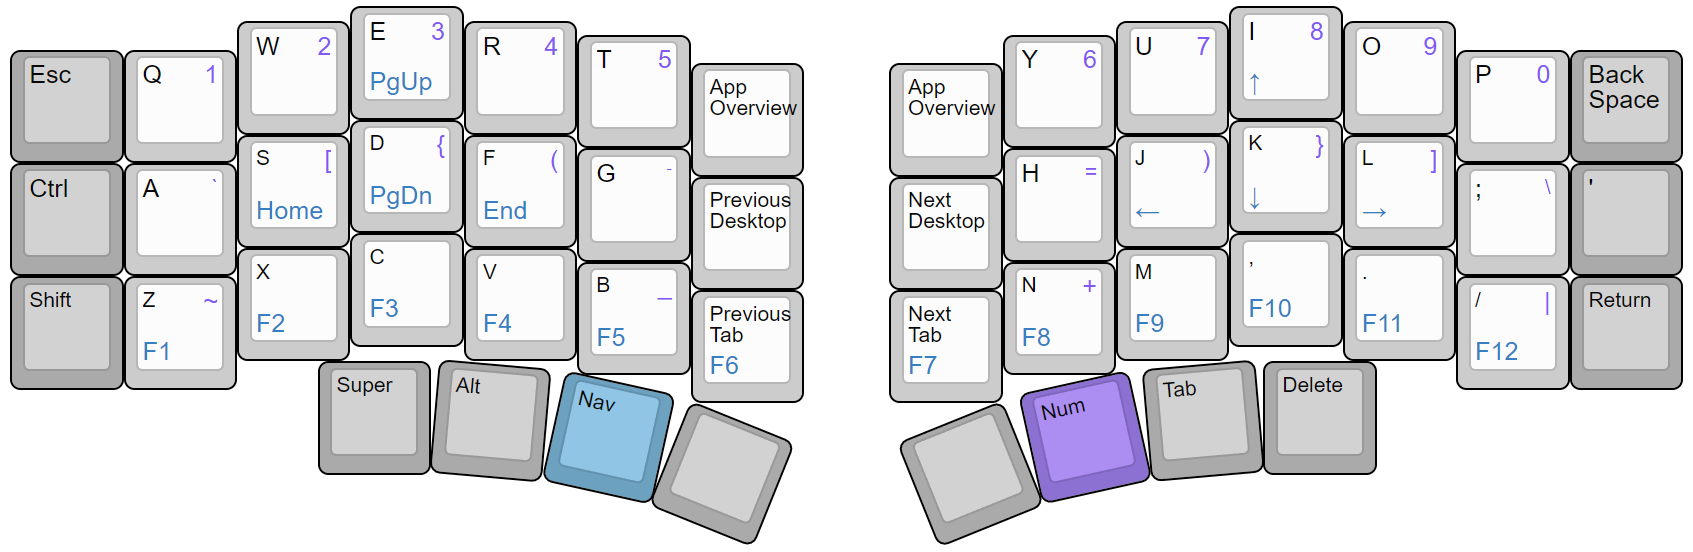 Esc
Q 1
W 2
E 3
PgUp
R 4
T 5
App
Overview
App
Overview
Y 6
U 7
I 8
↑
O 9
P 0
Back
Space
Ctrl
A `
S [
Home
D {
PgDn
F (
End
G -
Previous
Desktop
Next
Desktop
H =
J )
←
K }
↓
L ]
→
; \
'
Shift
Z ~
F1
X
F2
C
F3
V
F4
B _
F5
Previous
Tab
F6
Next
Tab
F7
N +
F8
M
F9
,
F10
.
F11
/ |
F12
Return
Super
Alt
Nav
Num
Tab
Delete